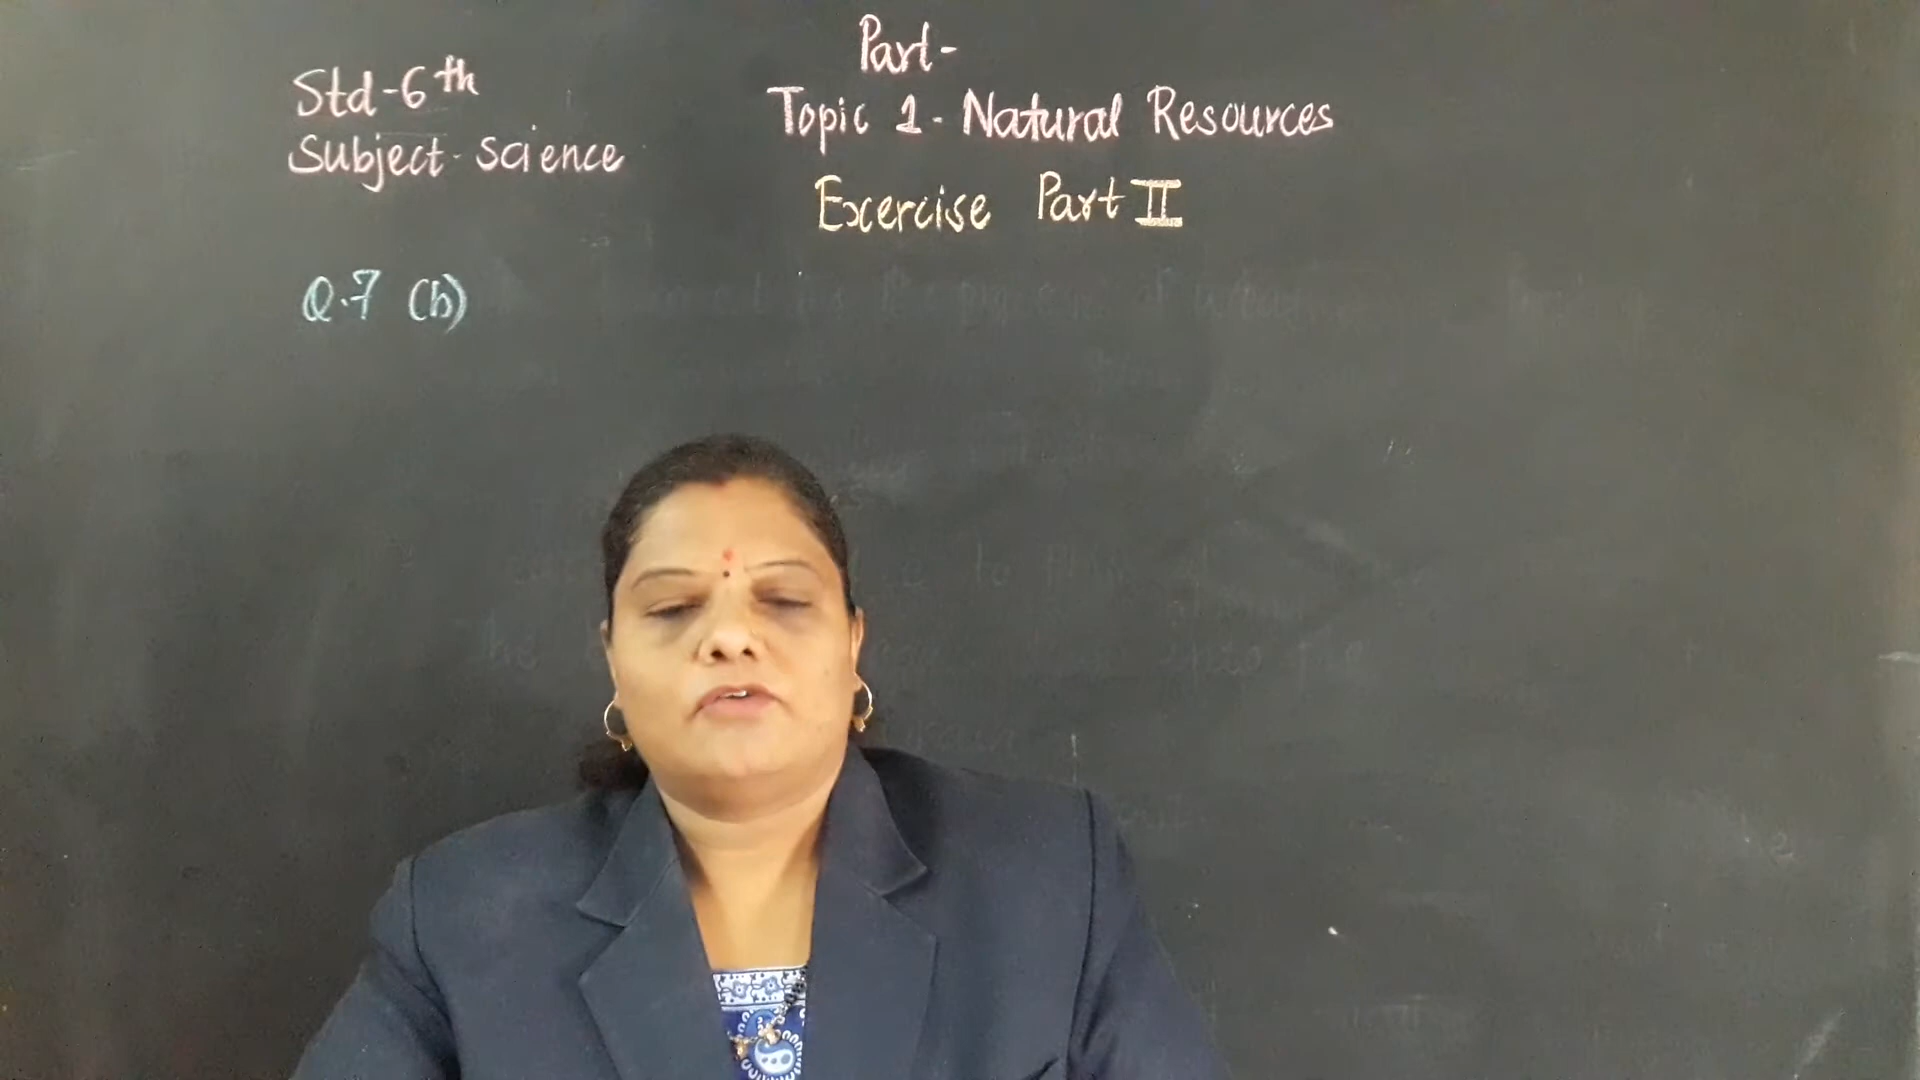 Part-
Std-6th
Topic 1 - Natural Resources
Subject - Science
Exercise Part II
Q.7 (b)